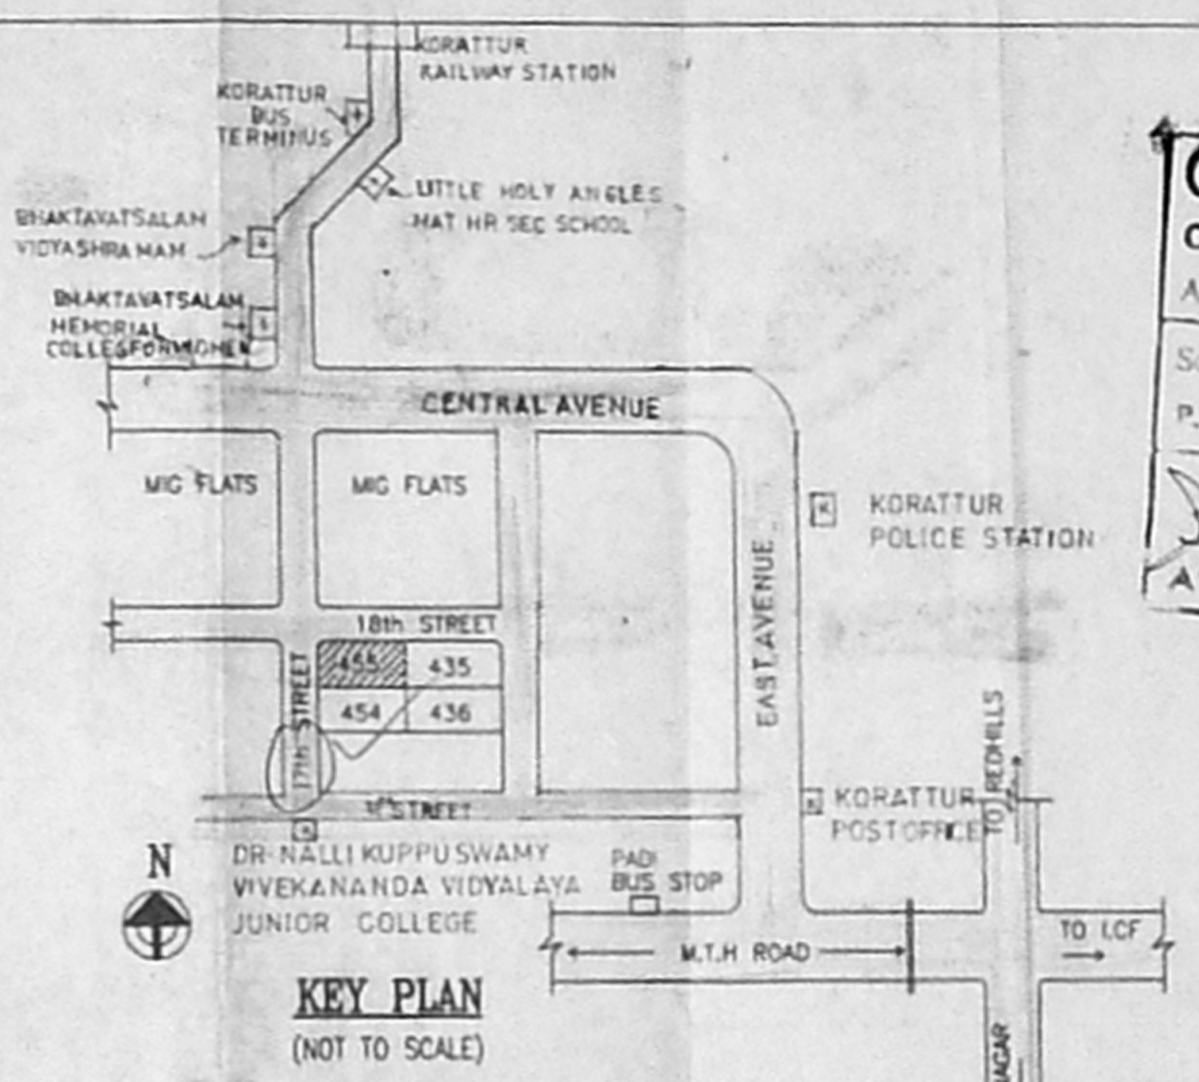 KORATTUR
RAILWAY STATION
KORATTUR
BUS
TERMINUS
LITTLE HOLY ANGLES
MAT HR SEC SCHOOL
BHAKTAVATSALAM
VIDYASHRAMAM
BHAKTAVATSALAM
MEMORIAL
COLLEGFORWOMEN
CENTRAL AVENUE
MIG FLATS
MIG FLATS
KORATTUR
POLICE STATION
EAST AVENUE
18th STREET
455
435
454
436
17th STREET
STREET
KORATTUR
POST OFFICE
TO REDHILLS
N
DR-NALLI KUPPUSWAMY
VIVEKANANDA VIDYALAYA
JUNIOR COLLEGE
PADI
BUS STOP
M.T.H ROAD
TO I.C.F
KEY PLAN
(NOT TO SCALE)